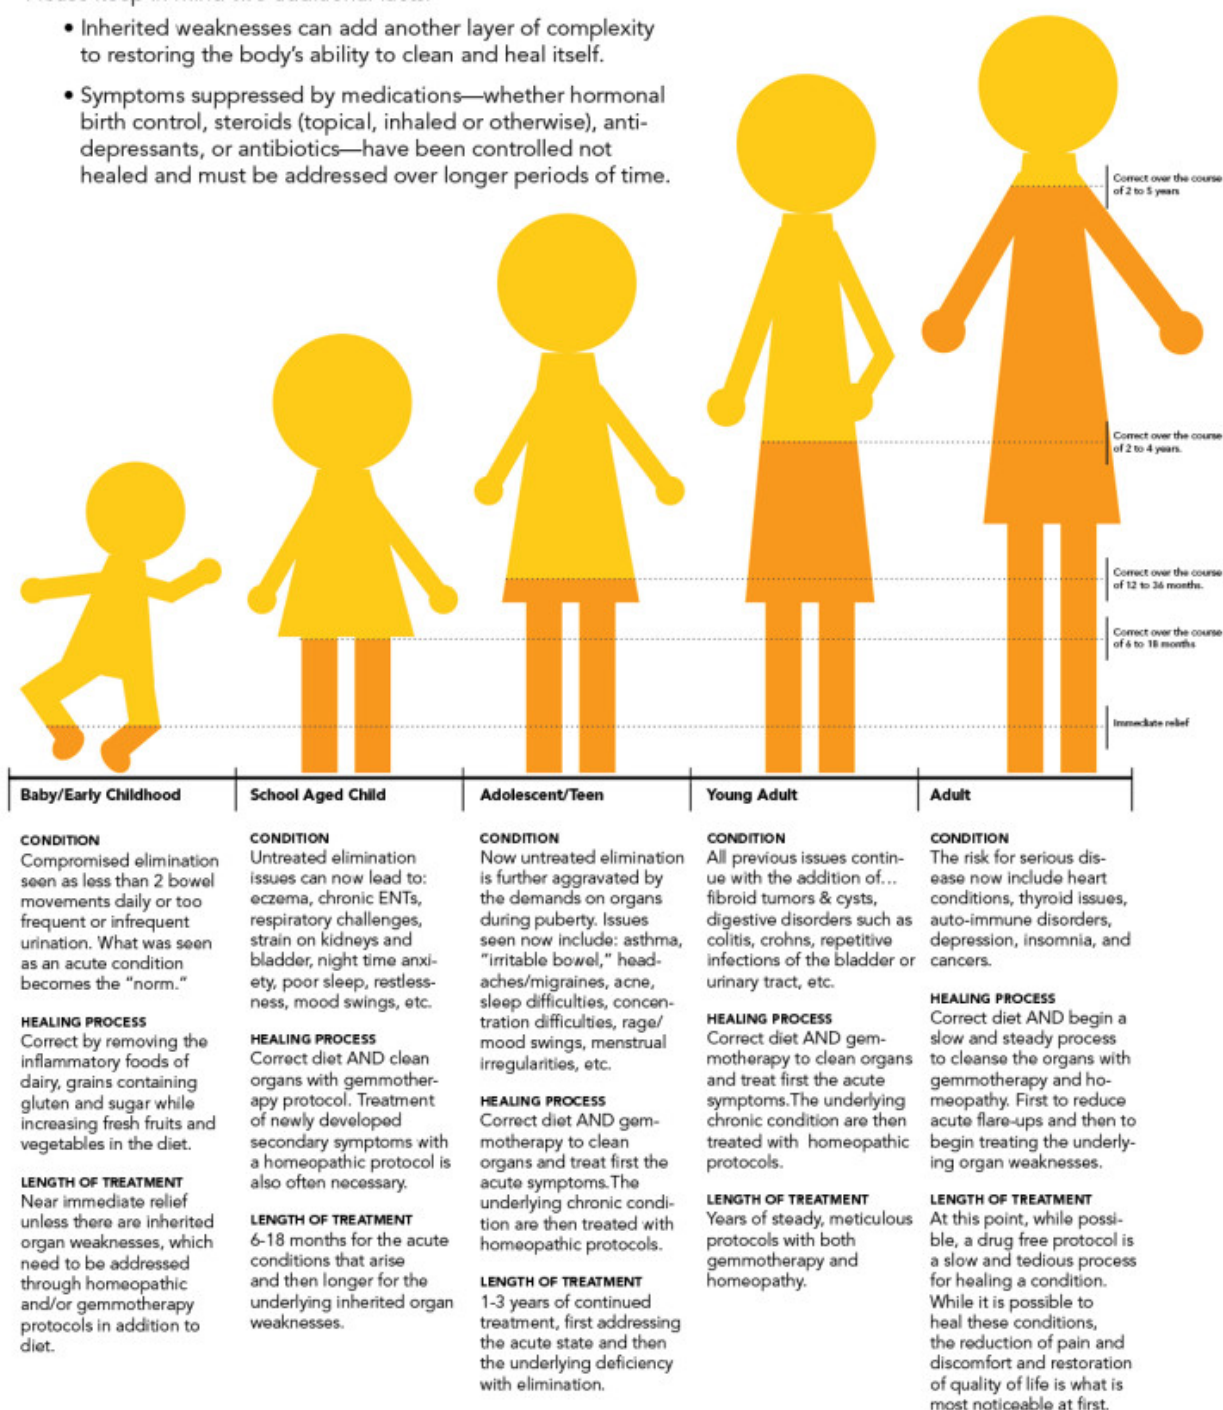 • Inherited weaknesses can add another layer of complexity
to restoring the body's ability to clean and heal itself.
• Symptoms suppressed by medications—whether hormonal
birth control, steroids (topical, inhaled or otherwise), anti-
depressants, or antibiotics—have been controlled not
healed and must be addressed over longer periods of time.
Correct over the course
of 2 to 5 years
Correct over the course
of 2 to 4 years.
Correct over the course
of 12 to 36 months.
Correct over the course
of 6 to 18 months
Immediate relief
Baby/Early Childhood
CONDITION
Compromised elimination
seen as less than 2 bowel
movements daily or too
frequent or infrequent
urination. What was seen
as an acute condition
becomes the "norm."
HEALING PROCESS
Correct by removing the
inflammatory foods of
dairy, grains containing
gluten and sugar while
increasing fresh fruits and
vegetables in the diet.
LENGTH OF TREATMENT
Near immediate relief
unless there are inherited
organ weaknesses, which
need to be addressed
through homeopathic
and/or gemmotherapy
protocols in addition to
diet.
School Aged Child
CONDITION
Untreated elimination
issues can now lead to:
eczema, chronic ENTs,
respiratory challenges,
strain on kidneys and
bladder, night time anxi-
ety, poor sleep, restless-
ness, mood swings, etc.
HEALING PROCESS
Correct diet AND clean
organs with gemmother-
apy protocol. Treatment
of newly developed
secondary symptoms with
a homeopathic protocol is
also often necessary.
LENGTH OF TREATMENT
6-18 months for the acute
conditions that arise
and then longer for the
underlying inherited organ
weaknesses.
Adolescent/Teen
CONDITION
Now untreated elimination
is further aggravated by
the demands on organs
during puberty. Issues
seen now include: asthma,
"irritable bowel," head-
aches/migraines, acne,
sleep difficulties, concen-
tration difficulties, rage/
mood swings, menstrual
irregularities, etc.
HEALING PROCESS
Correct diet AND gem-
motherapy to clean
organs and treat first the
acute symptoms.The
underlying chronic condi-
tion are then treated with
homeopathic protocols.
LENGTH OF TREATMENT
1-3 years of continued
treatment, first addressing
the acute state and then
the underlying deficiency
with elimination.
Young Adult
CONDITION
All previous issues contin-
ue with the addition of...
fibroid tumors & cysts,
digestive disorders such as
colitis, crohns, repetitive
infections of the bladder or
urinary tract, etc.
HEALING PROCESS
Correct diet AND gem-
motherapy to clean organs
and treat first the acute
symptoms.The underlying
chronic condition are then
treated with homeopathic
protocols.
LENGTH OF TREATMENT
Years of steady, meticulous
protocols with both
gemmotherapy and
homeopathy.
Adult
CONDITION
The risk for serious dis-
ease now include heart
conditions, thyroid issues,
auto-immune disorders,
depression, insomnia, and
cancers.
HEALING PROCESS
Correct diet AND begin a
slow and steady process
to cleanse the organs with
gemmotherapy and ho-
meopathy. First to reduce
acute flare-ups and then to
begin treating the underly-
ing organ weaknesses.
LENGTH OF TREATMENT
At this point, while possi-
ble, a drug free protocol is
a slow and tedious process
for healing a condition.
While it is possible to
heal these conditions,
the reduction of pain and
discomfort and restoration
of quality of life is what is
most noticeable at first.